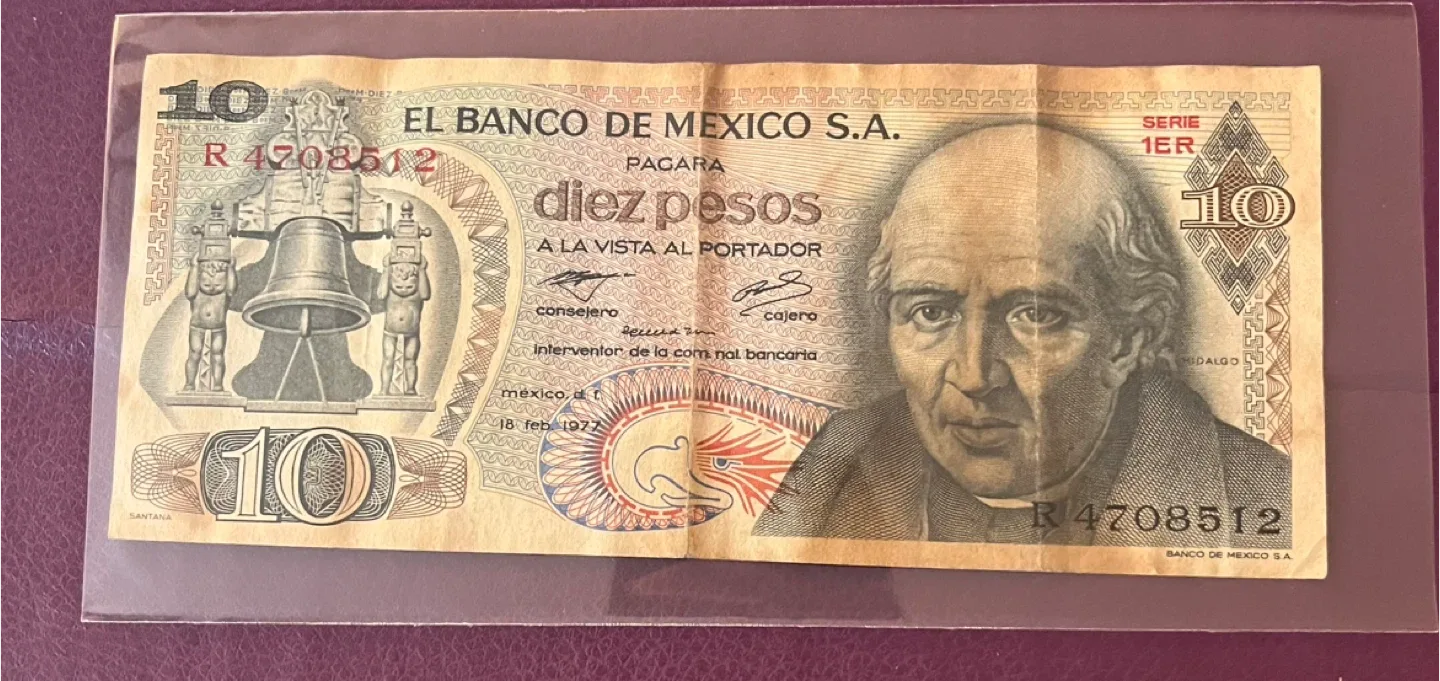 10
EL BANCO DE MEXICO S.A.
SERIE
1ER
R 4708512
PAGARA
diez pesos
10
A LA VISTA AL PORTADOR
consejero
cajero
interventor de la com. nal. bancaria
HIDALGO
méxico, d. f.
18 feb. 1977
10
SANTANA
R 4708512
BANCO DE MEXICO S.A.